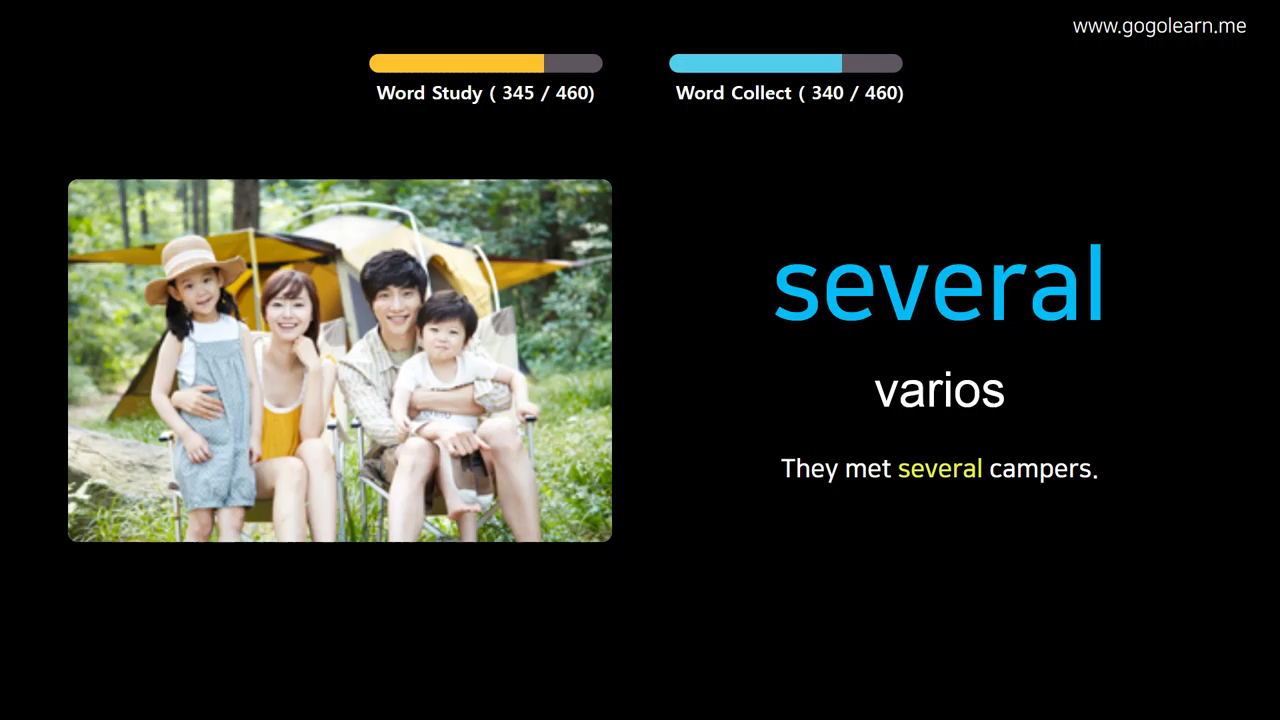 www.gogolearn.me
Word Study ( 345 / 460)
Word Collect ( 340 / 460)
several
varios
They met several campers.